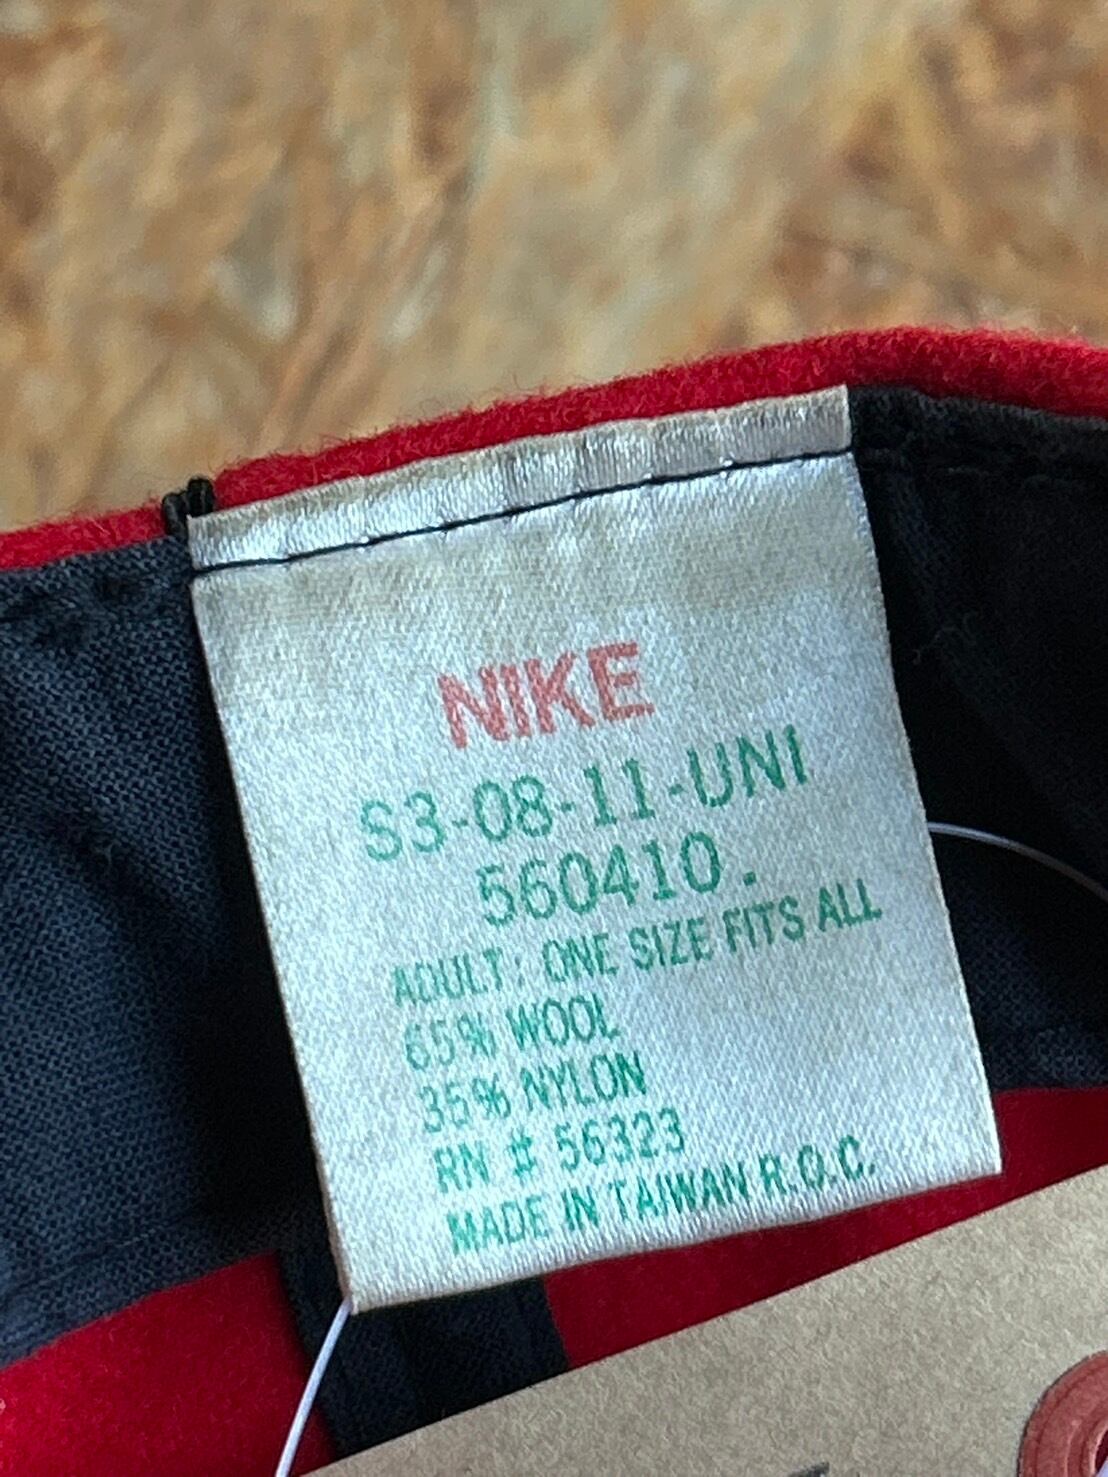 NIKE
S3-08-11-UNI
560410.
ADULT: ONE SIZE FITS ALL
65% WOOL
35% NYLON
RN # 56323
MADE IN TAIWAN R.O.C.